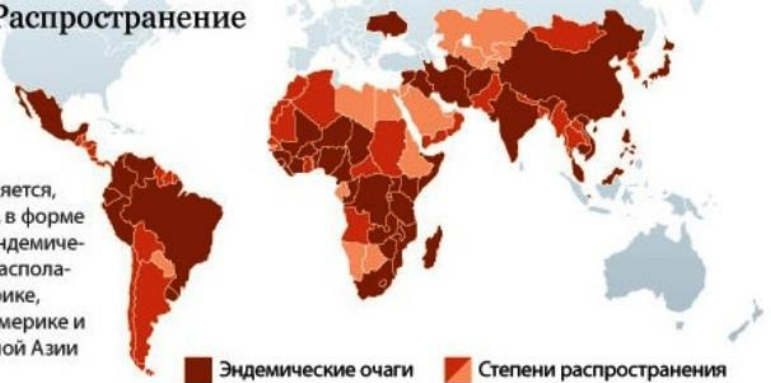 Распространение
яется,
в форме
ндемиче-
аспола-
рике,
мерике и
ой Азии
Эндемические очаги
Степени распространения